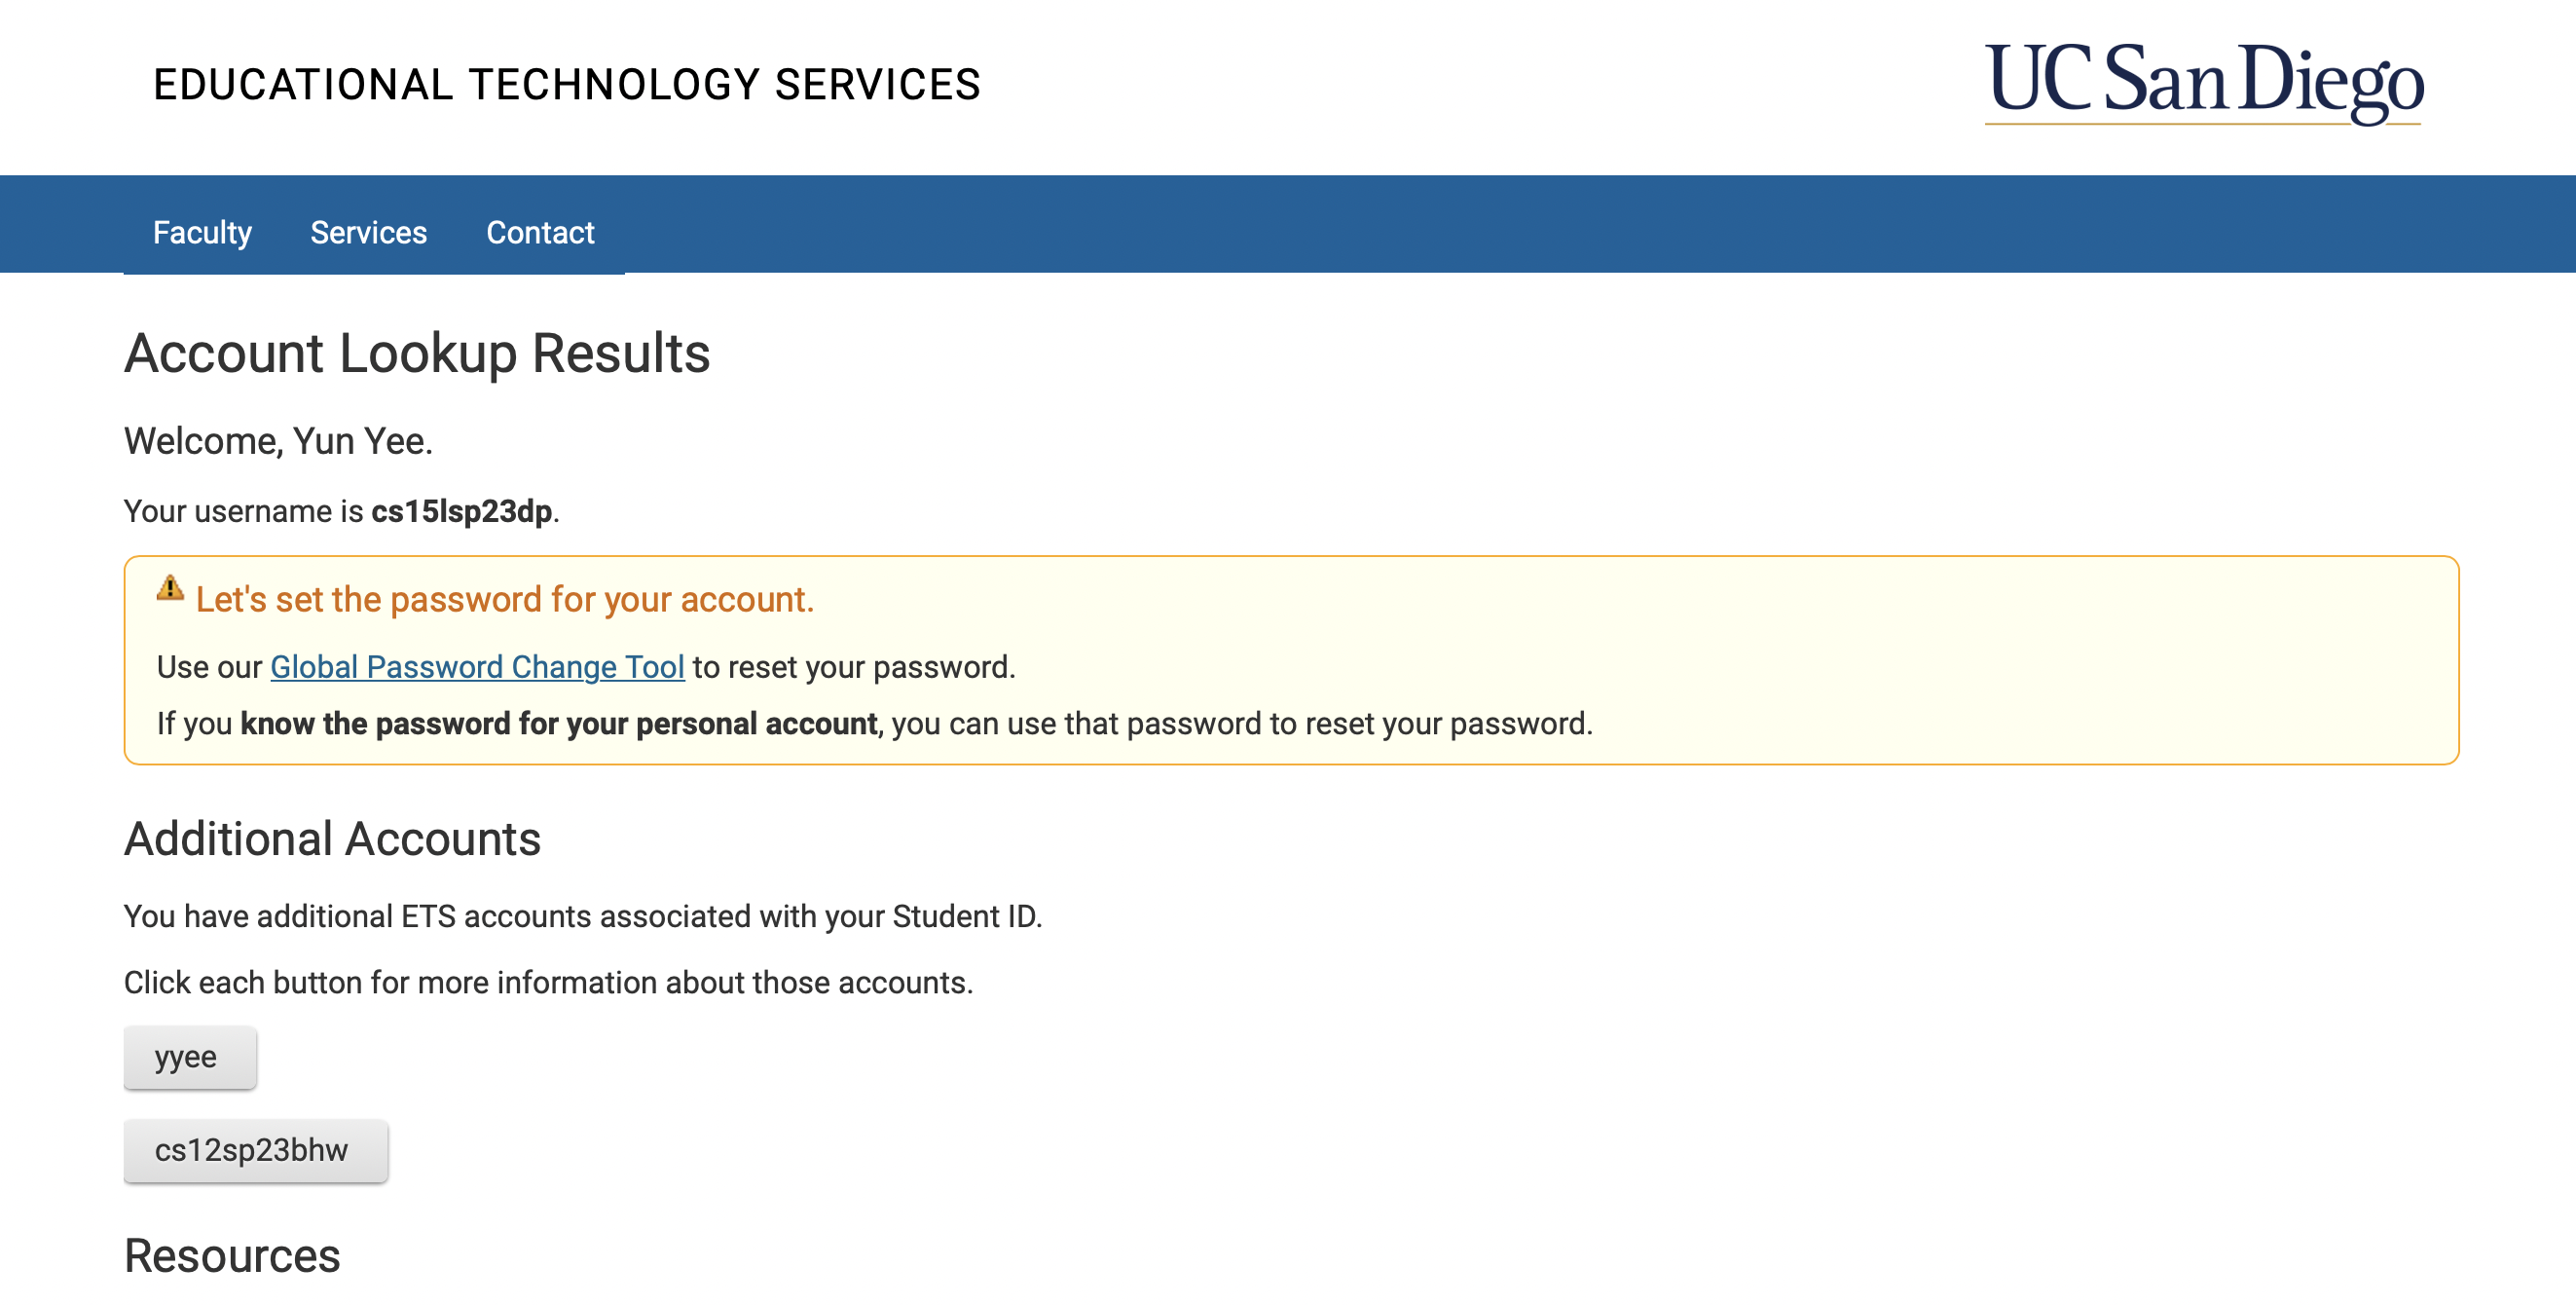 EDUCATIONAL TECHNOLOGY SERVICES
UC San Diego
Faculty Services Contact
Account Lookup Results
Welcome, Yun Yee.
Your username is cs15lsp23dp.
Let's set the password for your account.
Use our Global Password Change Tool to reset your password.
If you know the password for your personal account, you can use that password to reset your password.
Additional Accounts
You have additional ETS accounts associated with your Student ID.
Click each button for more information about those accounts.
yyee
cs12sp23bhw
Resources